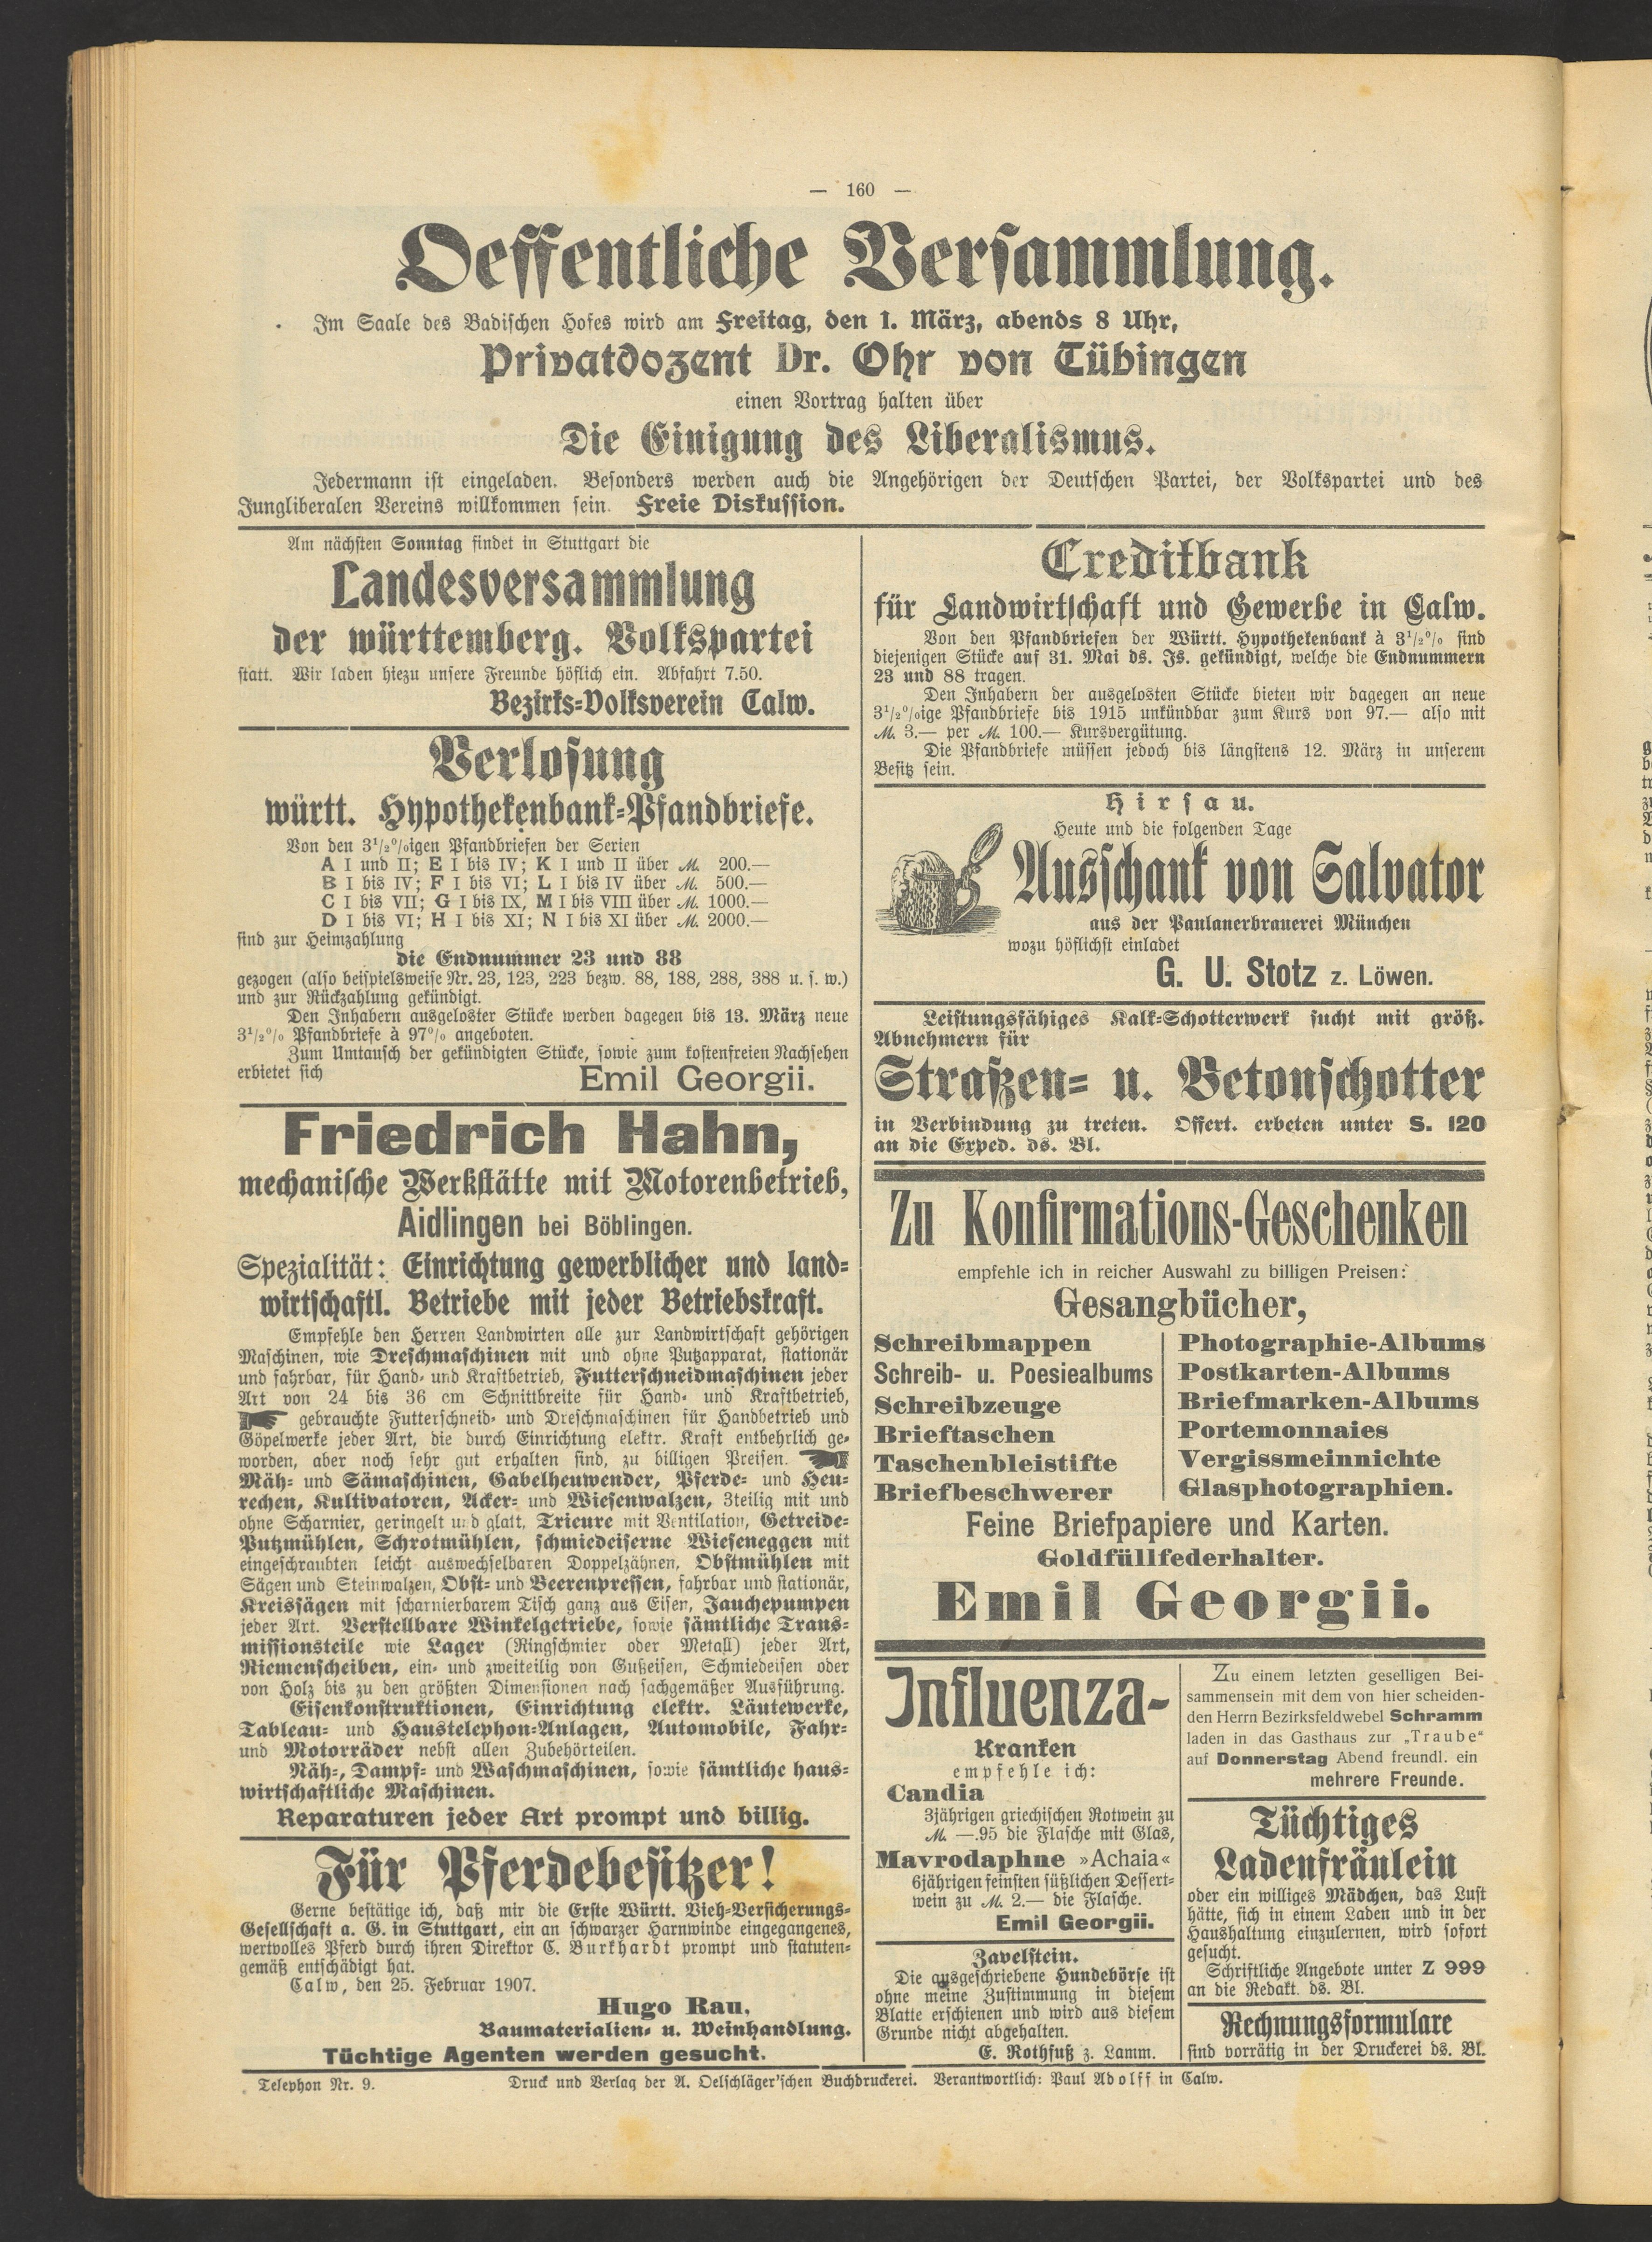 — 160 —
Oeffentliche Versammlung.
Im Saale des Badischen Hofes wird am Freitag, den 1. März, abends 8 Uhr,
Privatdozent Dr. Ohr von Tübingen
einen Vortrag halten über
Die Einigung des Liberalismus.
Jedermann ist eingeladen. Besonders werden auch die Angehörigen der Deutschen Partei, der Volkspartei und des
Jungliberalen Vereins willkommen sein. Freie Diskussion.
Am nächsten Sonntag findet in Stuttgart die
Landesversammlung
der württemberg. Volkspartei
statt. Wir laden hiezu unsere Freunde höflich ein. Abfahrt 7.50.
Bezirks-Volksverein Calw.
Verlosung
württ. Hypothekenbank-Pfandbriefe.
Von den 3½%igen Pfandbriefen der Serien
A I und II; E I bis IV; K I und II über M. 200.—
B I bis IV; F I bis VI; L I bis IV über M. 500.—
C I bis VII; G I bis IX, M I bis VIII über M. 1000.—
D I bis VI; H I bis XI; N I bis XI über M. 2000.—
sind zur Heimzahlung
die Endnummer 23 und 88
gezogen (also beispielsweise Nr. 23, 123, 223 bezw. 88, 188, 288, 388 u. s. w.)
und zur Rückzahlung gekündigt.
Den Inhabern ausgeloster Stücke werden dagegen bis 13. März neue
3½% Pfandbriefe à 97% angeboten.
Zum Umtausch der gekündigten Stücke, sowie zum kostenfreien Nachsehen
erbietet sich
Emil Georgii.
Friedrich Hahn,
mechanische Werkstätte mit Motorenbetrieb,
Aidlingen bei Böblingen.
Spezialität: Einrichtung gewerblicher und land-
wirtschaftl. Betriebe mit jeder Betriebskraft.
Empfehle den Herren Landwirten alle zur Landwirtschaft gehörigen
Maschinen, wie Dreschmaschinen mit und ohne Putzapparat, stationär
und fahrbar, für Hand- und Kraftbetrieb, Futterschneidmaschinen jeder
Art von 24 bis 36 cm Schnittbreite für Hand- und Kraftbetrieb,
gebrauchte Futterschneid- und Dreschmaschinen für Handbetrieb und
Göpelwerke jeder Art, die durch Einrichtung elektr. Kraft entbehrlich ge-
worden, aber noch sehr gut erhalten sind, zu billigen Preisen.
Mäh- und Sämaschinen, Gabelheuwender, Pferde- und Heu-
rechen, Kultivatoren, Acker- und Wiesenwalzen, 3teilig mit und
ohne Scharnier, geringelt und glatt, Trieure mit Ventilation, Getreide-
Putzmühlen, Schrotmühlen, schmiedeiserne Wieseneggen mit
eingeschraubten leicht auswechselbaren Doppelzähnen, Obstmühlen mit
Sägen und Steinwalzen, Obst- und Beerenpressen, fahrbar und stationär,
Kreissägen mit scharnierbarem Tisch ganz aus Eisen, Jauchepumpen
jeder Art. Verstellbare Winkelgetriebe, sowie sämtliche Trans-
missionsteile wie Lager (Ringschmier oder Metall) jeder Art,
Riemenscheiben, ein- und zweiteilig von Gußeisen, Schmiedeisen oder
von Holz bis zu den größten Dimensionen nach sachgemäßer Ausführung.
Eisenkonstruktionen, Einrichtung elektr. Läutewerke,
Tableau- und Haustelephon-Anlagen, Automobile, Fahr-
und Motorräder nebst allen Zubehörteilen.
Näh-, Dampf- und Waschmaschinen, sowie sämtliche haus-
wirtschaftliche Maschinen.
Reparaturen jeder Art prompt und billig.
Für Pferdebesitzer!
Gerne bestätige ich, daß mir die Erste Württ. Vieh-Versicherungs-
Gesellschaft a. G. in Stuttgart, ein an schwarzer Harnwinde eingegangenes,
wertvolles Pferd durch ihren Direktor C. Burkhardt prompt und statuten-
gemäß entschädigt hat.
Calw, den 25. Februar 1907.
Hugo Rau,
Baumaterialien- u. Weinhandlung.
Tüchtige Agenten werden gesucht.
Creditbank
für Landwirtschaft und Gewerbe in Calw.
Von den Pfandbriefen der Württ. Hypothekenbank à 3½% sind
diejenigen Stücke auf 31. Mai ds. Js. gekündigt, welche die Endnummern
23 und 88 tragen.
Den Inhabern der ausgelosten Stücke bieten wir dagegen an neue
3½%ige Pfandbriefe bis 1915 unkündbar zum Kurs von 97.— also mit
M. 3.— per M. 100.— Kursvergütung.
Die Pfandbriefe müssen jedoch bis längstens 12. März in unserem
Besitz sein.
Hirsau.
Heute und die folgenden Tage
Ausschank von Salvator
aus der Paulanerbrauerei München
wozu höflichst einladet
G. U. Stotz z. Löwen.
Leistungsfähiges Kalk-Schotterwerk sucht mit größ.
Abnehmern für
Straßen- u. Betonschotter
in Verbindung zu treten. Offert. erbeten unter S. 120
an die Exped. ds. Bl.
Zu Konfirmations-Geschenken
empfehle ich in reicher Auswahl zu billigen Preisen:
Gesangbücher,
Schreibmappen
Schreib- u. Poesiealbums
Schreibzeuge
Brieftaschen
Taschenbleistifte
Briefbeschwerer
Photographie-Albums
Postkarten-Albums
Briefmarken-Albums
Portemonnaies
Vergissmeinnichte
Glasphotographien.
Feine Briefpapiere und Karten.
Goldfüllfederhalter.
Emil Georgii.
Influenza-
Kranken
empfehle ich:
Candia
3jährigen griechischen Rotwein zu
M. —.95 die Flasche mit Glas,
Mavrodaphne »Achaia«
6jährigen feinsten süßlichen Dessert-
wein zu M. 2.— die Flasche.
Emil Georgii.
Zavelstein.
Die ausgeschriebene Hundebörse ist
ohne meine Zustimmung in diesem
Blatte erschienen und wird aus diesem
Grunde nicht abgehalten.
E. Rothfuß z. Lamm.
Zu einem letzten geselligen Bei-
sammensein mit dem von hier scheiden-
den Herrn Bezirksfeldwebel Schramm
laden in das Gasthaus zur „Traube“
auf Donnerstag Abend freundl. ein
mehrere Freunde.
Tüchtiges
Ladenfräulein
oder ein williges Mädchen, das Lust
hätte, sich in einem Laden und in der
Haushaltung einzulernen, wird sofort
gesucht.
Schriftliche Angebote unter Z 999
an die Redakt. ds. Bl.
Rechnungsformulare
sind vorrätig in der Druckerei ds. Bl.
Telephon Nr. 9. Druck und Verlag der A. Oelschläger'schen Buchdruckerei. Verantwortlich: Paul Adolff in Calw.